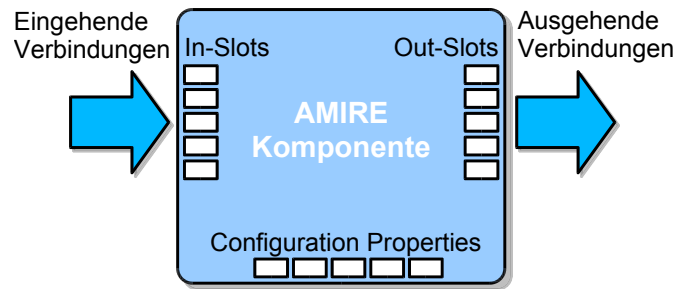 Eingehende
Verbindungen
In-Slots
Out-Slots
Ausgehende
Verbindungen
AMIRE
Komponente
Configuration Properties